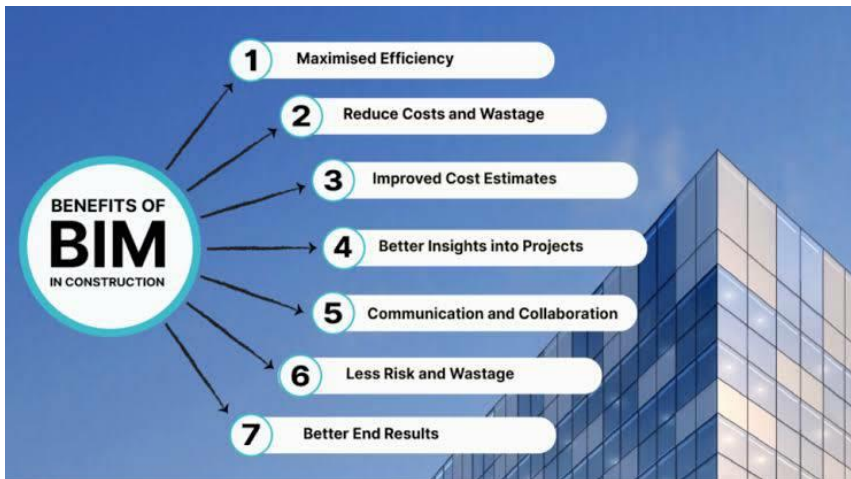 BENEFITS OF
BIM
IN CONSTRUCTION
1 Maximised Efficiency
2 Reduce Costs and Wastage
3 Improved Cost Estimates
4 Better Insights into Projects
5 Communication and Collaboration
6 Less Risk and Wastage
7 Better End Results